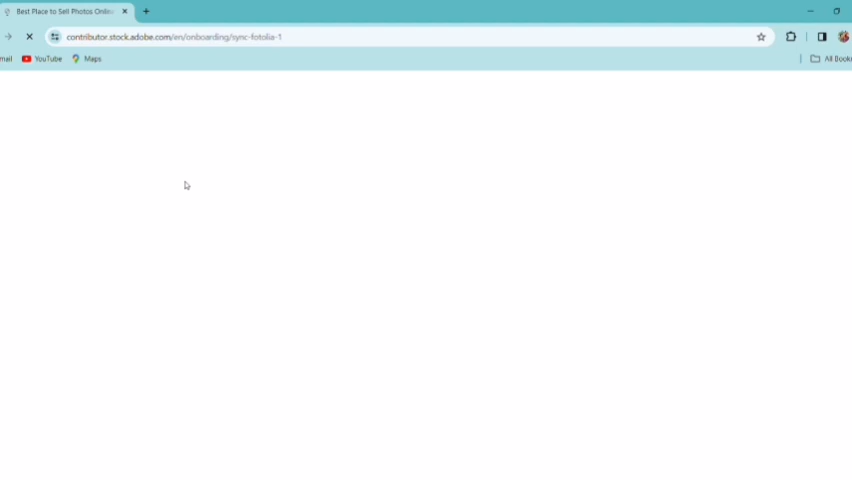 Best Place to Sell Photos Online
contributor.stock.adobe.com/en/onboarding/sync-fotolia-1
mail
YouTube
Maps
All Book